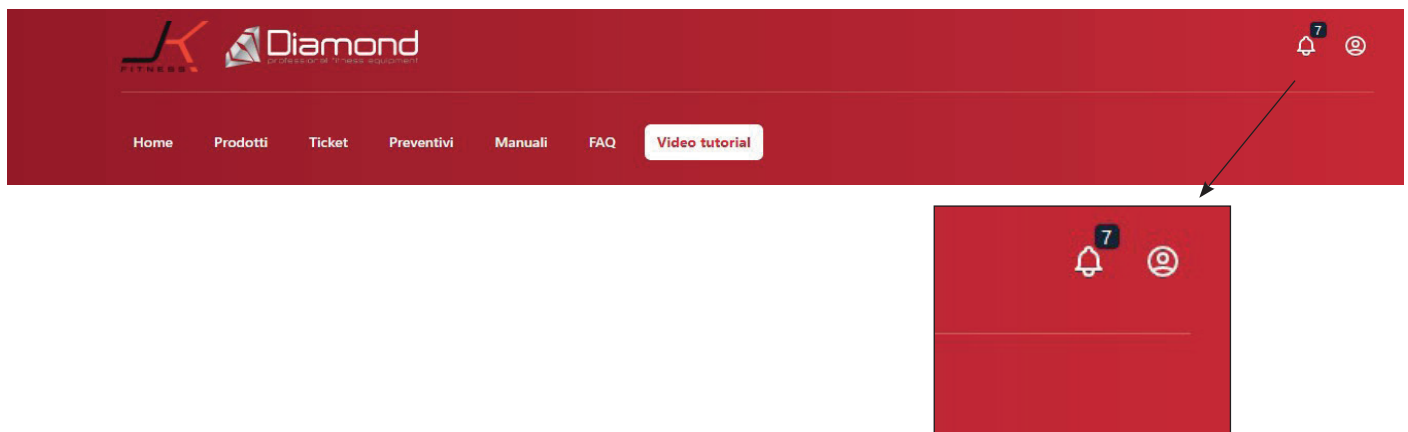 JK
FITNESS
Diamond
professional fitness equipment
7
Home Prodotti Ticket Preventivi Manuali FAQ Video tutorial
7